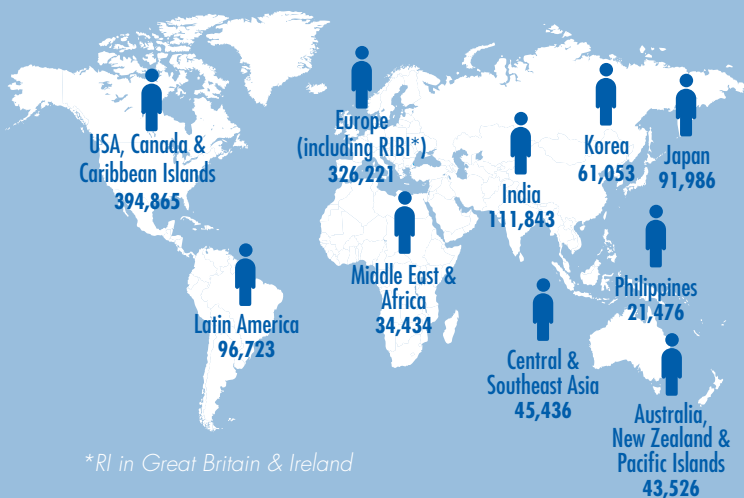 USA, Canada &
Caribbean Islands
394,865
Europe
(including RIBI*)
326,221
India
111,843
Korea
61,053
Japan
91,986
Latin America
96,723
Middle East &
Africa
34,434
Philippines
21,476
Central &
Southeast Asia
45,436
Australia,
New Zealand &
Pacific Islands
43,526
*RI in Great Britain & Ireland